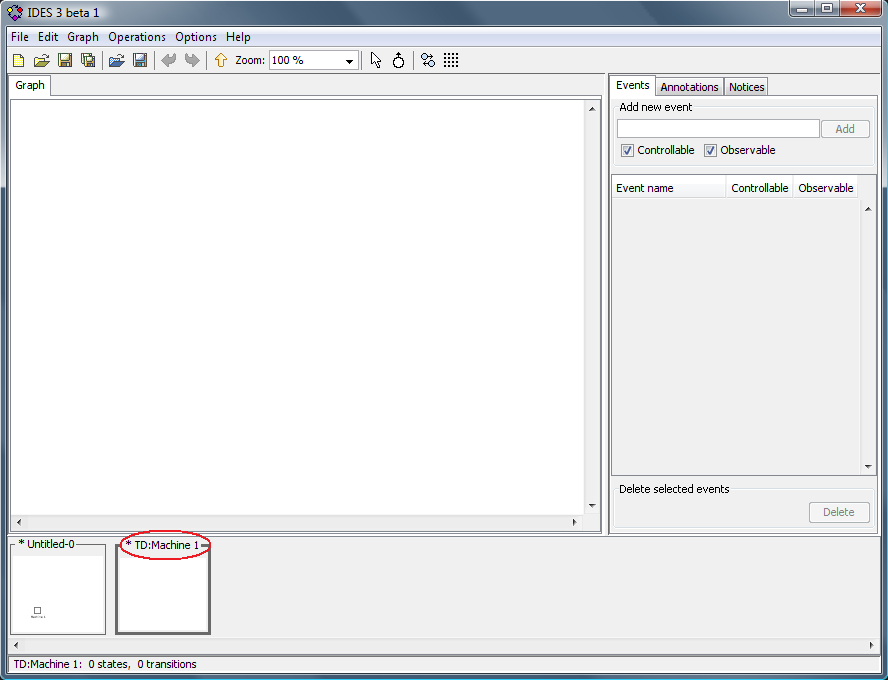 IDES 3 beta 1
File Edit Graph Operations Options Help
Zoom: 100 %
Graph
Events Annotations Notices
Add new event
Add
Controllable Observable
Event name Controllable Observable
Delete selected events
Delete
* Untitled-0
* TD:Machine 1
Machine 1
TD:Machine 1: 0 states, 0 transitions